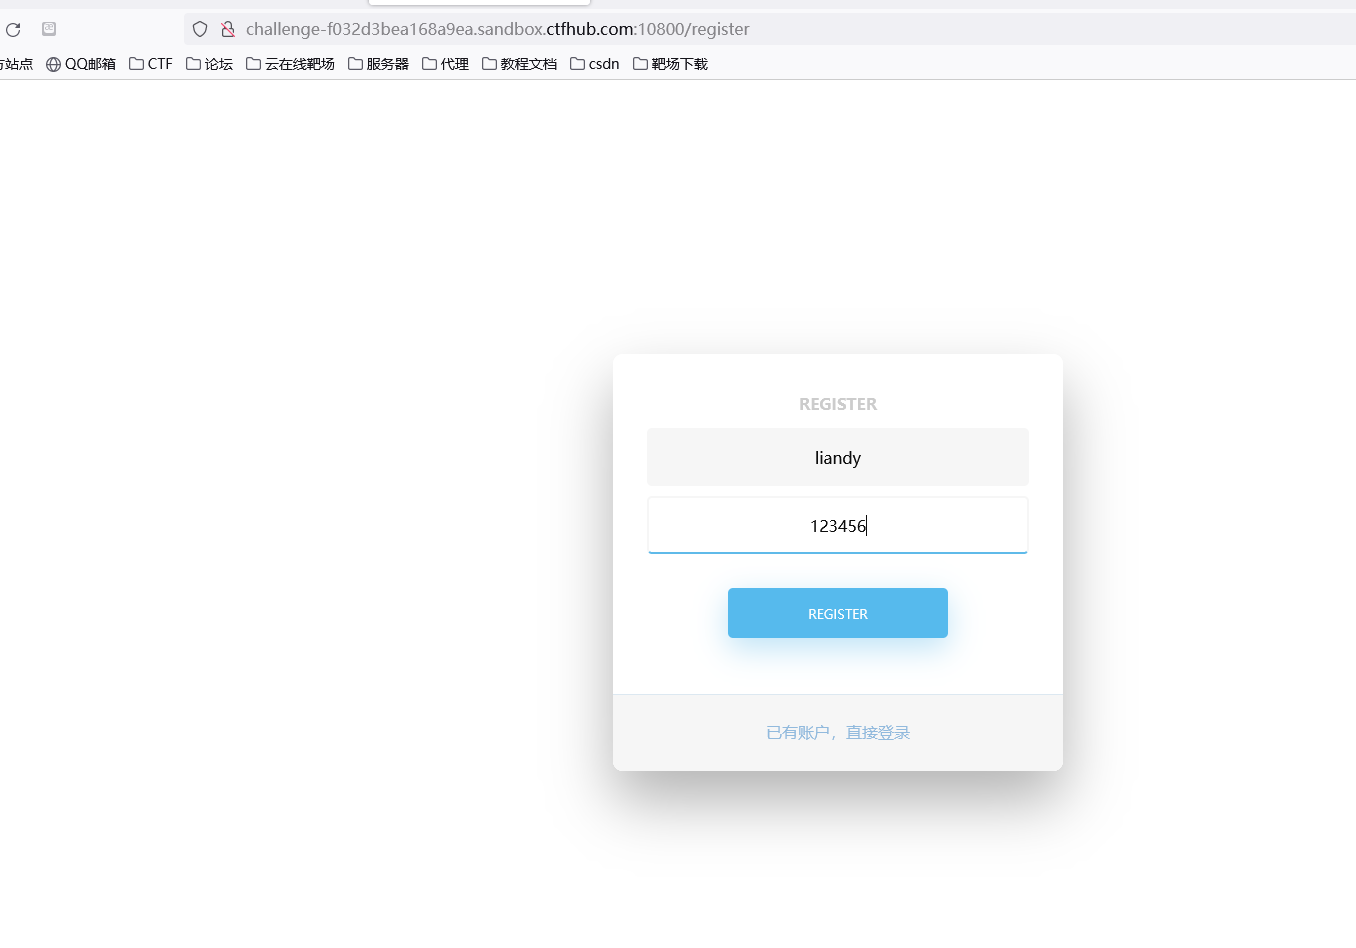 challenge-f032d3bea168a9ea.sandbox.ctfhub.com:10800/register
站点 QQ邮箱 CTF 论坛 云在线靶场 服务器 代理 教程文档 csdn 靶场下载
REGISTER
liandy
123456
REGISTER
已有账户，直接登录